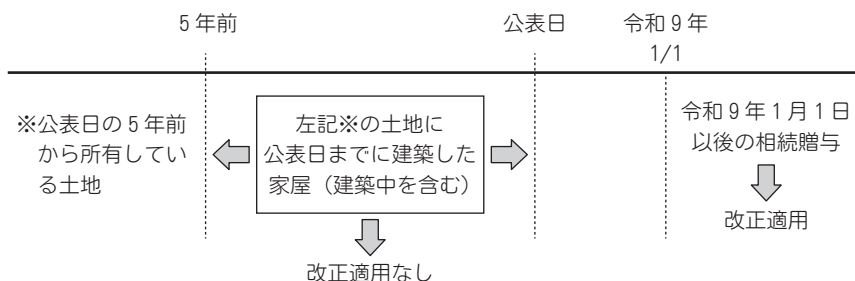 5年前
公表日
令和9年
1/1
※公表日の5年前
から所有してい
る土地
左記※の土地に
公表日までに建築した
家屋（建築中を含む）
改正適用なし
令和9年1月1日
以後の相続贈与
改正適用